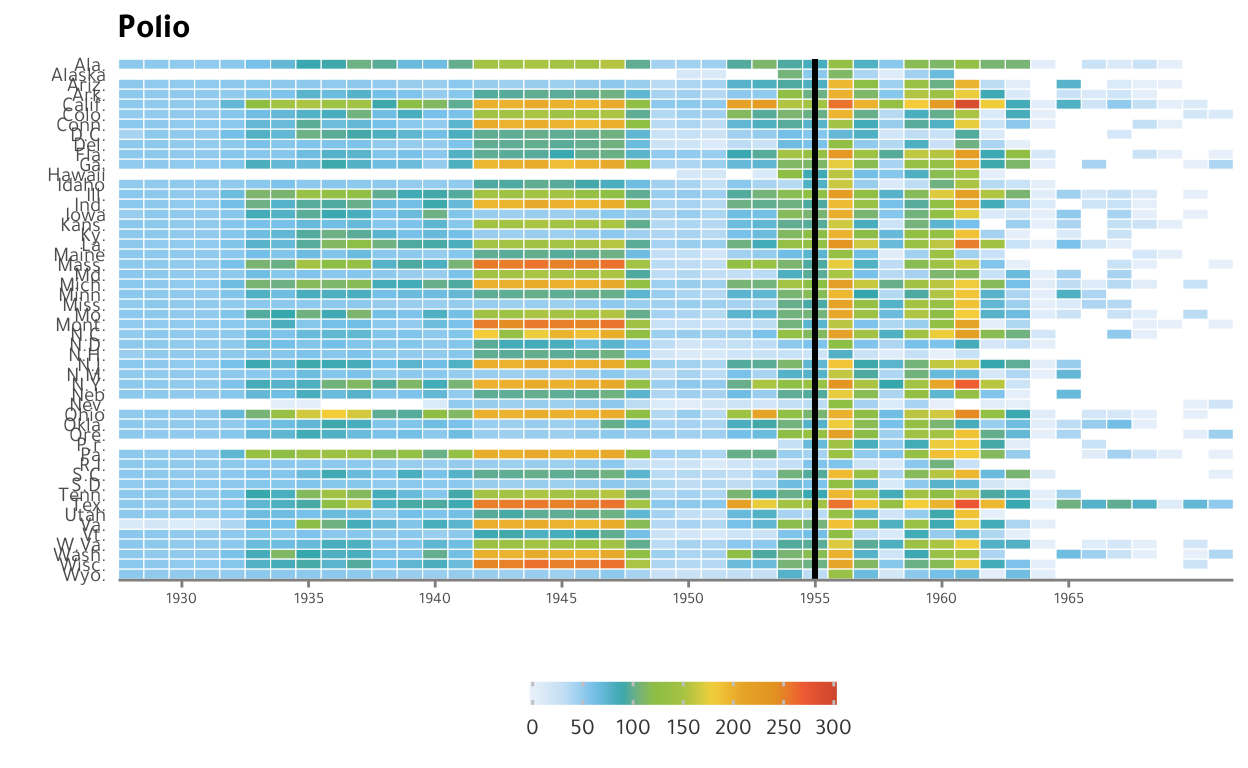 Polio
Ala.
Alaska
Ariz.
Ark.
Calif.
Colo.
Conn.
D.C.
Del.
Fla.
Ga.
Hawaii
Idaho
Ill.
Ind.
Iowa
Kans.
Ky.
La.
Maine
Mass.
Md.
Mich.
Minn.
Miss.
Mo.
Mont.
N.D.
N.H.
N.J.
N.M.
N.Y.
Neb
Nev.
Ohio
Okla.
Ore.
Pa.
S.D.
Tenn.
Tex.
Utah
Va.
Vt.
W.Va.
Wash.
Wisc.
Wyo.
1930 1935 1940 1945 1950 1955 1960 1965
0 50 100 150 200 250 300